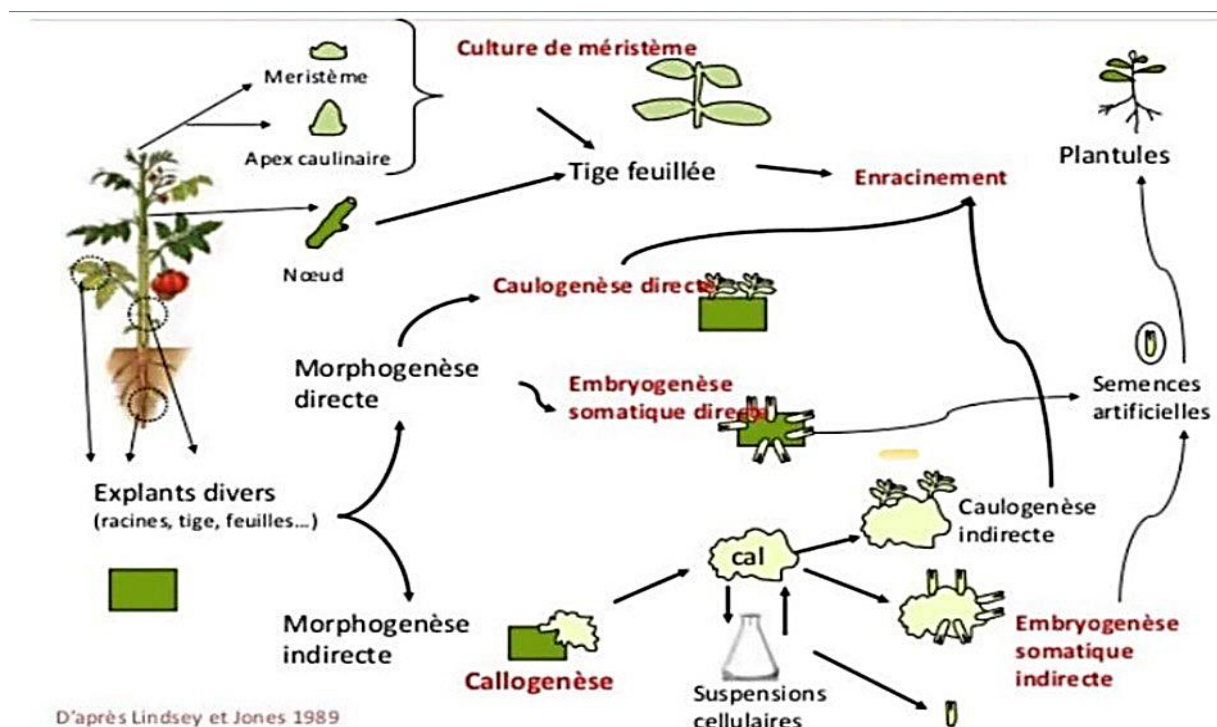 Culture de méristème
Meristème
Apex caulinaire
Tige feuillée
Enracinement
Plantules
Nœud
Caulogenèse directe
Morphogenèse
directe
Embryogenèse
somatique directe
Semences
artificielles
Explants divers
(racines, tige, feuilles...)
cal
Caulogenèse
indirecte
Morphogenèse
indirecte
Callogenèse
Suspensions
cellulaires
Embryogenèse
somatique
indirecte
D'après Lindsey et Jones 1989